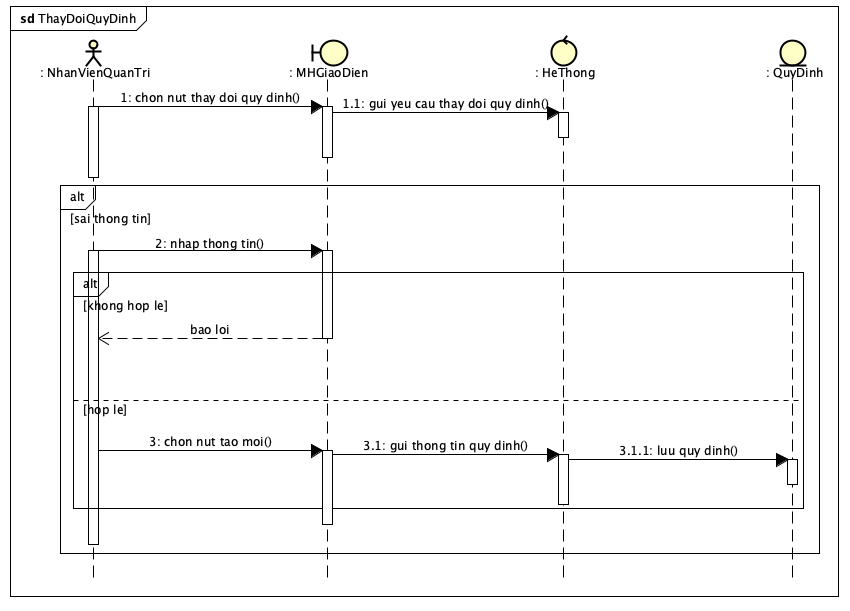 sd ThayDoiQuyDinh
: NhanVienQuanTri
: MHGiaoDien
: HeThong
: QuyDinh
1: chon nut thay doi quy dinh()
1.1: gui yeu cau thay doi quy dinh()
alt
[sai thong tin]
2: nhap thong tin()
alt
[khong hop le]
bao loi
[hop le]
3: chon nut tao moi()
3.1: gui thong tin quy dinh()
3.1.1: luu quy dinh()